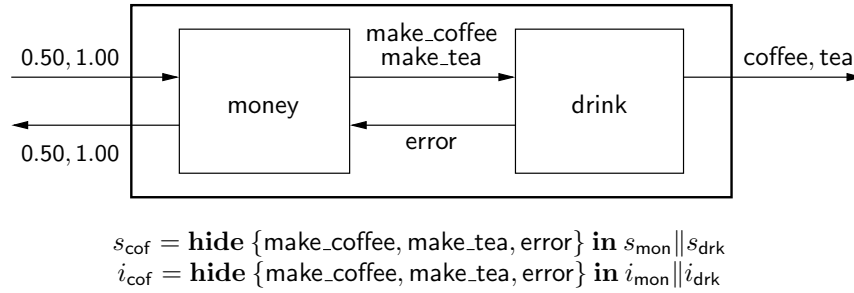 0.50, 1.00
make_coffee
make_tea
coffee, tea
money
drink
error
0.50, 1.00
s_cof = hide {make_coffee, make_tea, error} in s_mon‖s_drk
i_cof = hide {make_coffee, make_tea, error} in i_mon‖i_drk